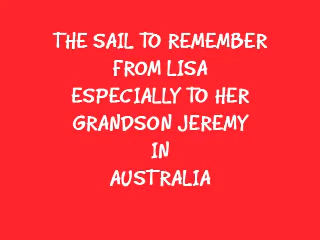 THE SAIL TO REMEMBER
FROM LISA
ESPECIALLY TO HER
GRANDSON JEREMY
IN
AUSTRALIA